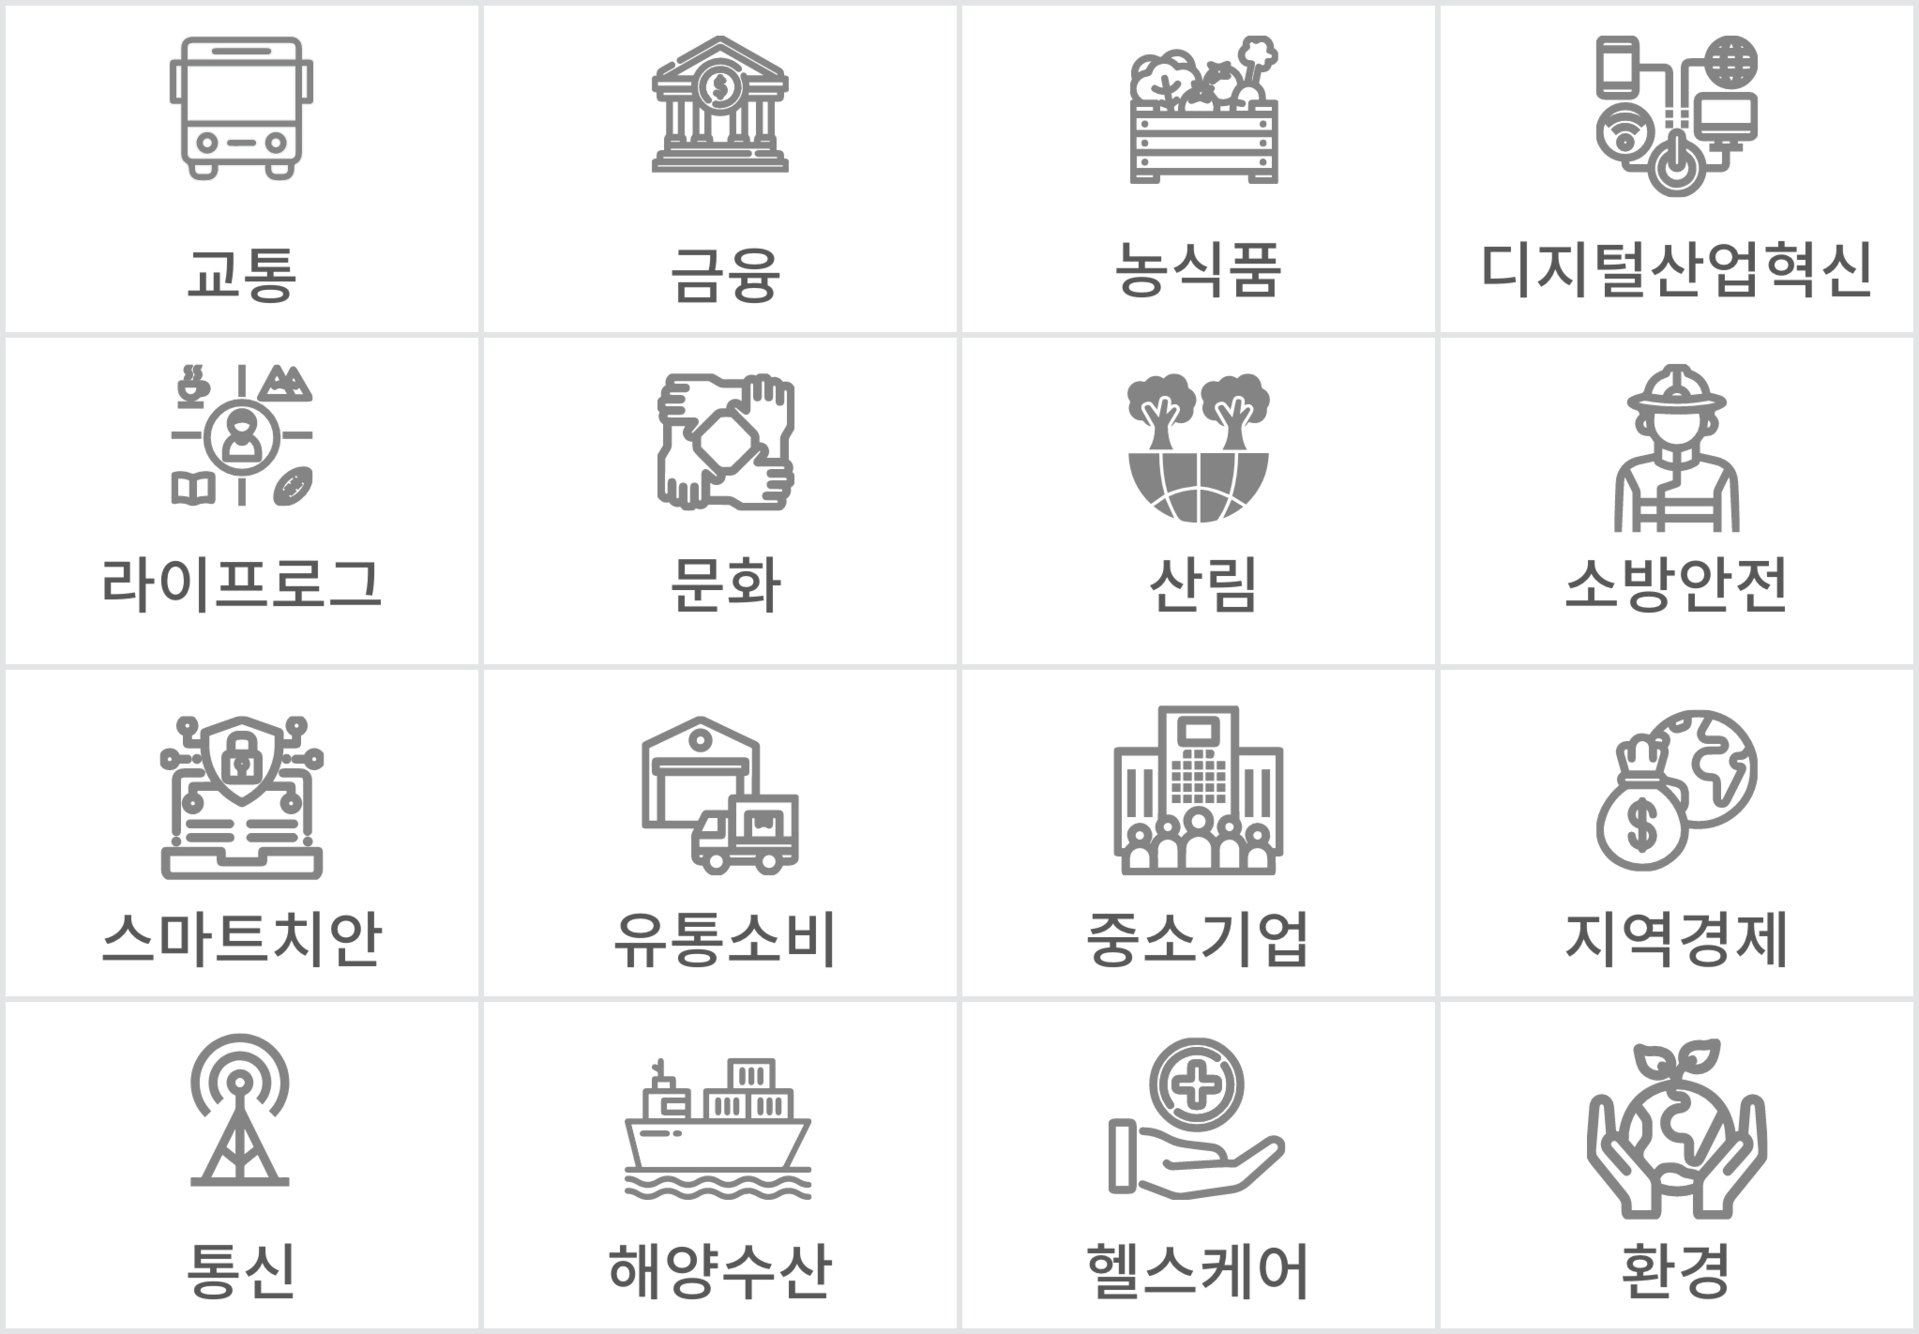 교통
금융
농식품
디지털산업혁신
라이프로그
문화
산림
소방안전
스마트치안
유통소비
중소기업
지역경제
통신
해양수산
헬스케어
환경